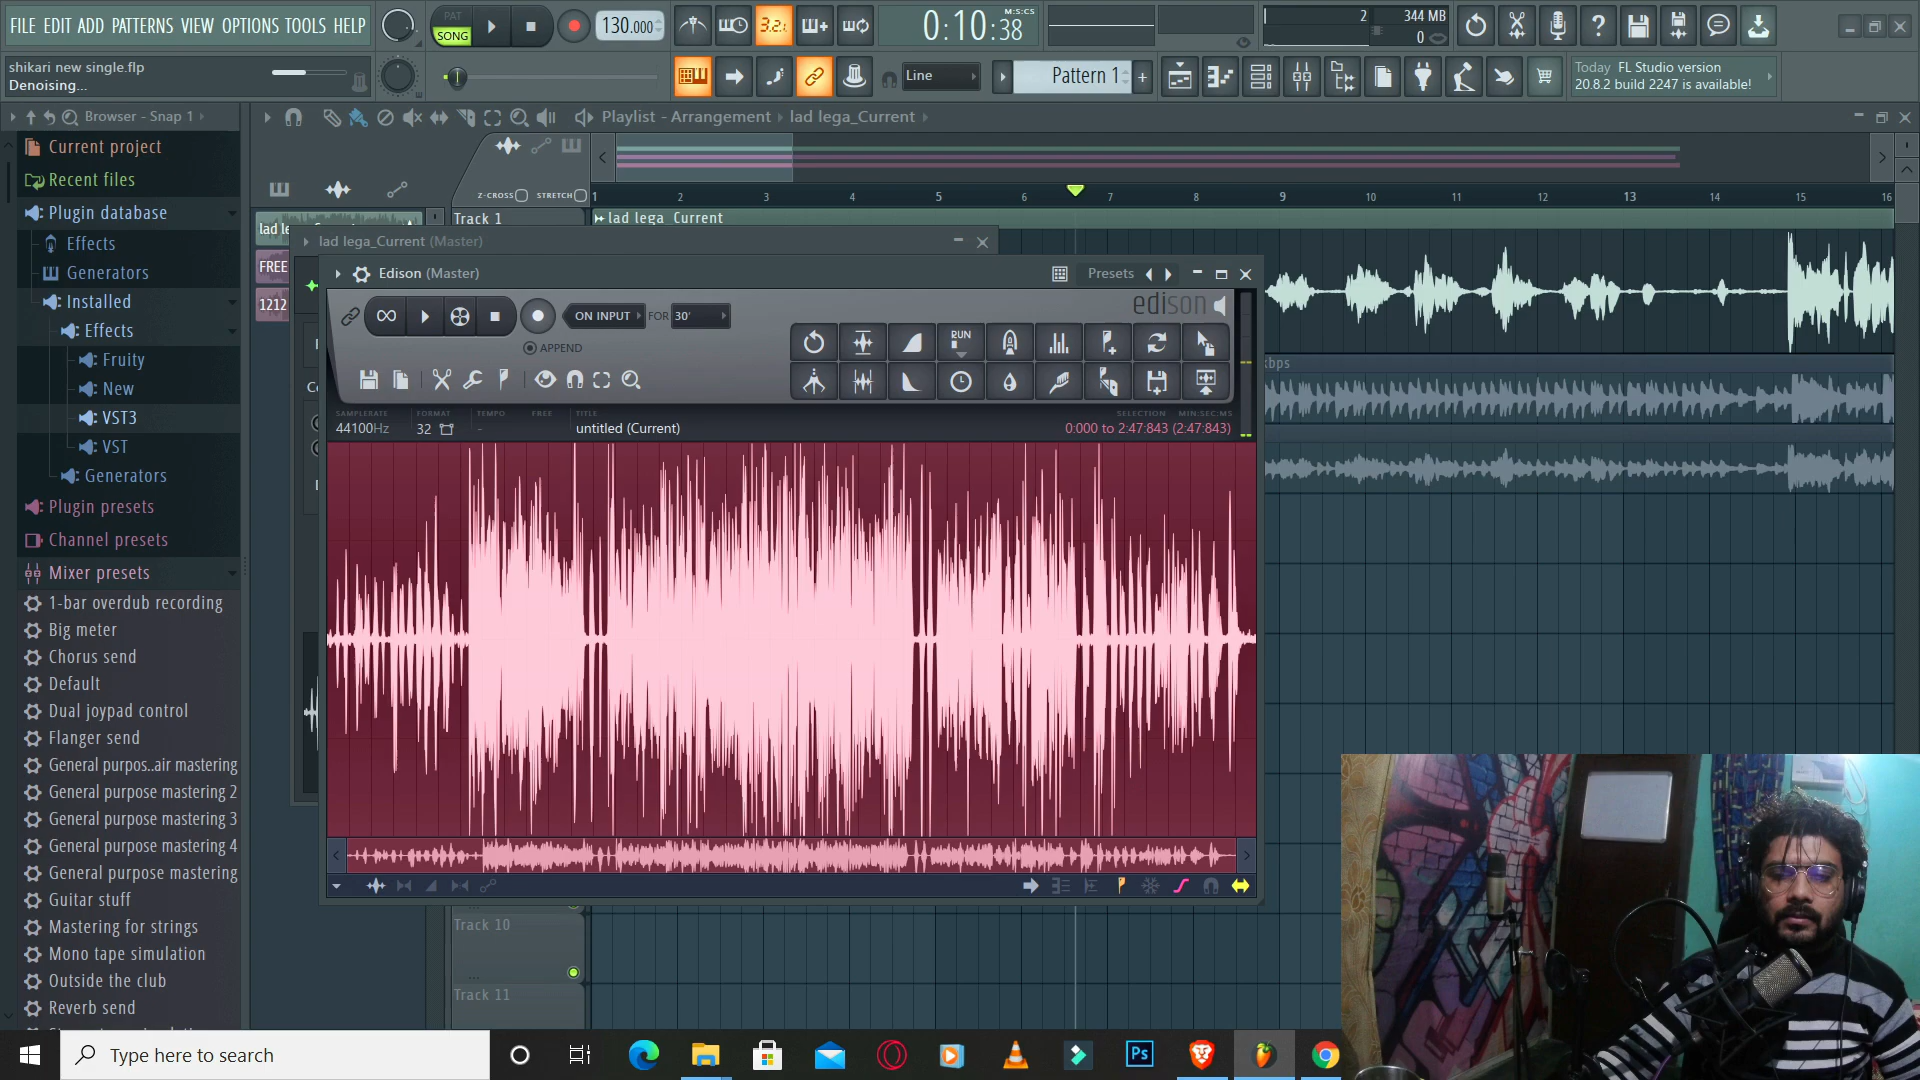 FILE EDIT ADD PATTERNS VIEW OPTIONS TOOLS HELP
PAT
SONG
130.000
3.2.
0:10:38
M:S:CS
2
344 MB
0
shikari new single.flp
Denoising...
Line
Pattern 1
Today FL Studio version
20.8.2 build 2247 is available!
Browser - Snap 1
Playlist - Arrangement
lad lega_Current
Current project
Recent files
Plugin database
Effects
Generators
Installed
Effects
Fruity
New
VST3
VST
Generators
Plugin presets
Channel presets
Mixer presets
1-bar overdub recording
Big meter
Chorus send
Default
Dual joypad control
Flanger send
General purpos..air mastering
General purpose mastering 2
General purpose mastering 3
General purpose mastering 4
General purpose mastering
Guitar stuff
Mastering for strings
Mono tape simulation
Outside the club
Reverb send
Z-CROSS
STRETCH
1 2 3 4 5 6 7 8 9 10 11 12 13 14 15 16
Track 1
lad lega_Current
FREE
1212
lad lega_Current (Master)
Edison (Master)
Presets
edison
ON INPUT
FOR
30'
APPEND
RUN
SAMPLERATE
FORMAT
TEMPO
FREE
TITLE
SELECTION
MIN:SEC:MS
44100Hz
32
-
untitled (Current)
0:000 to 2:47:843 (2:47:843)
kbps
Track 10
Track 11
Type here to search
Ps